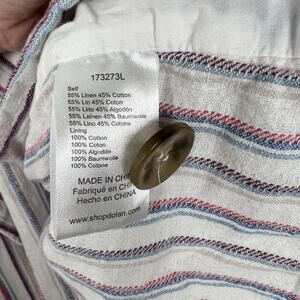 173273L
Self
55% Linen 45% Cotton
55% Lin 45% Coton
55% Lino 45% Algodón
55% Leinen 45% Baumwolle
55% Lino 45% Cotone
Lining
100% Cotton
100% Coton
100% Algodón
100% Baumwolle
100% Cotone
MADE IN CHI
Fabriqué en CHI
Hecho en CHINA
www.shopdolan.com